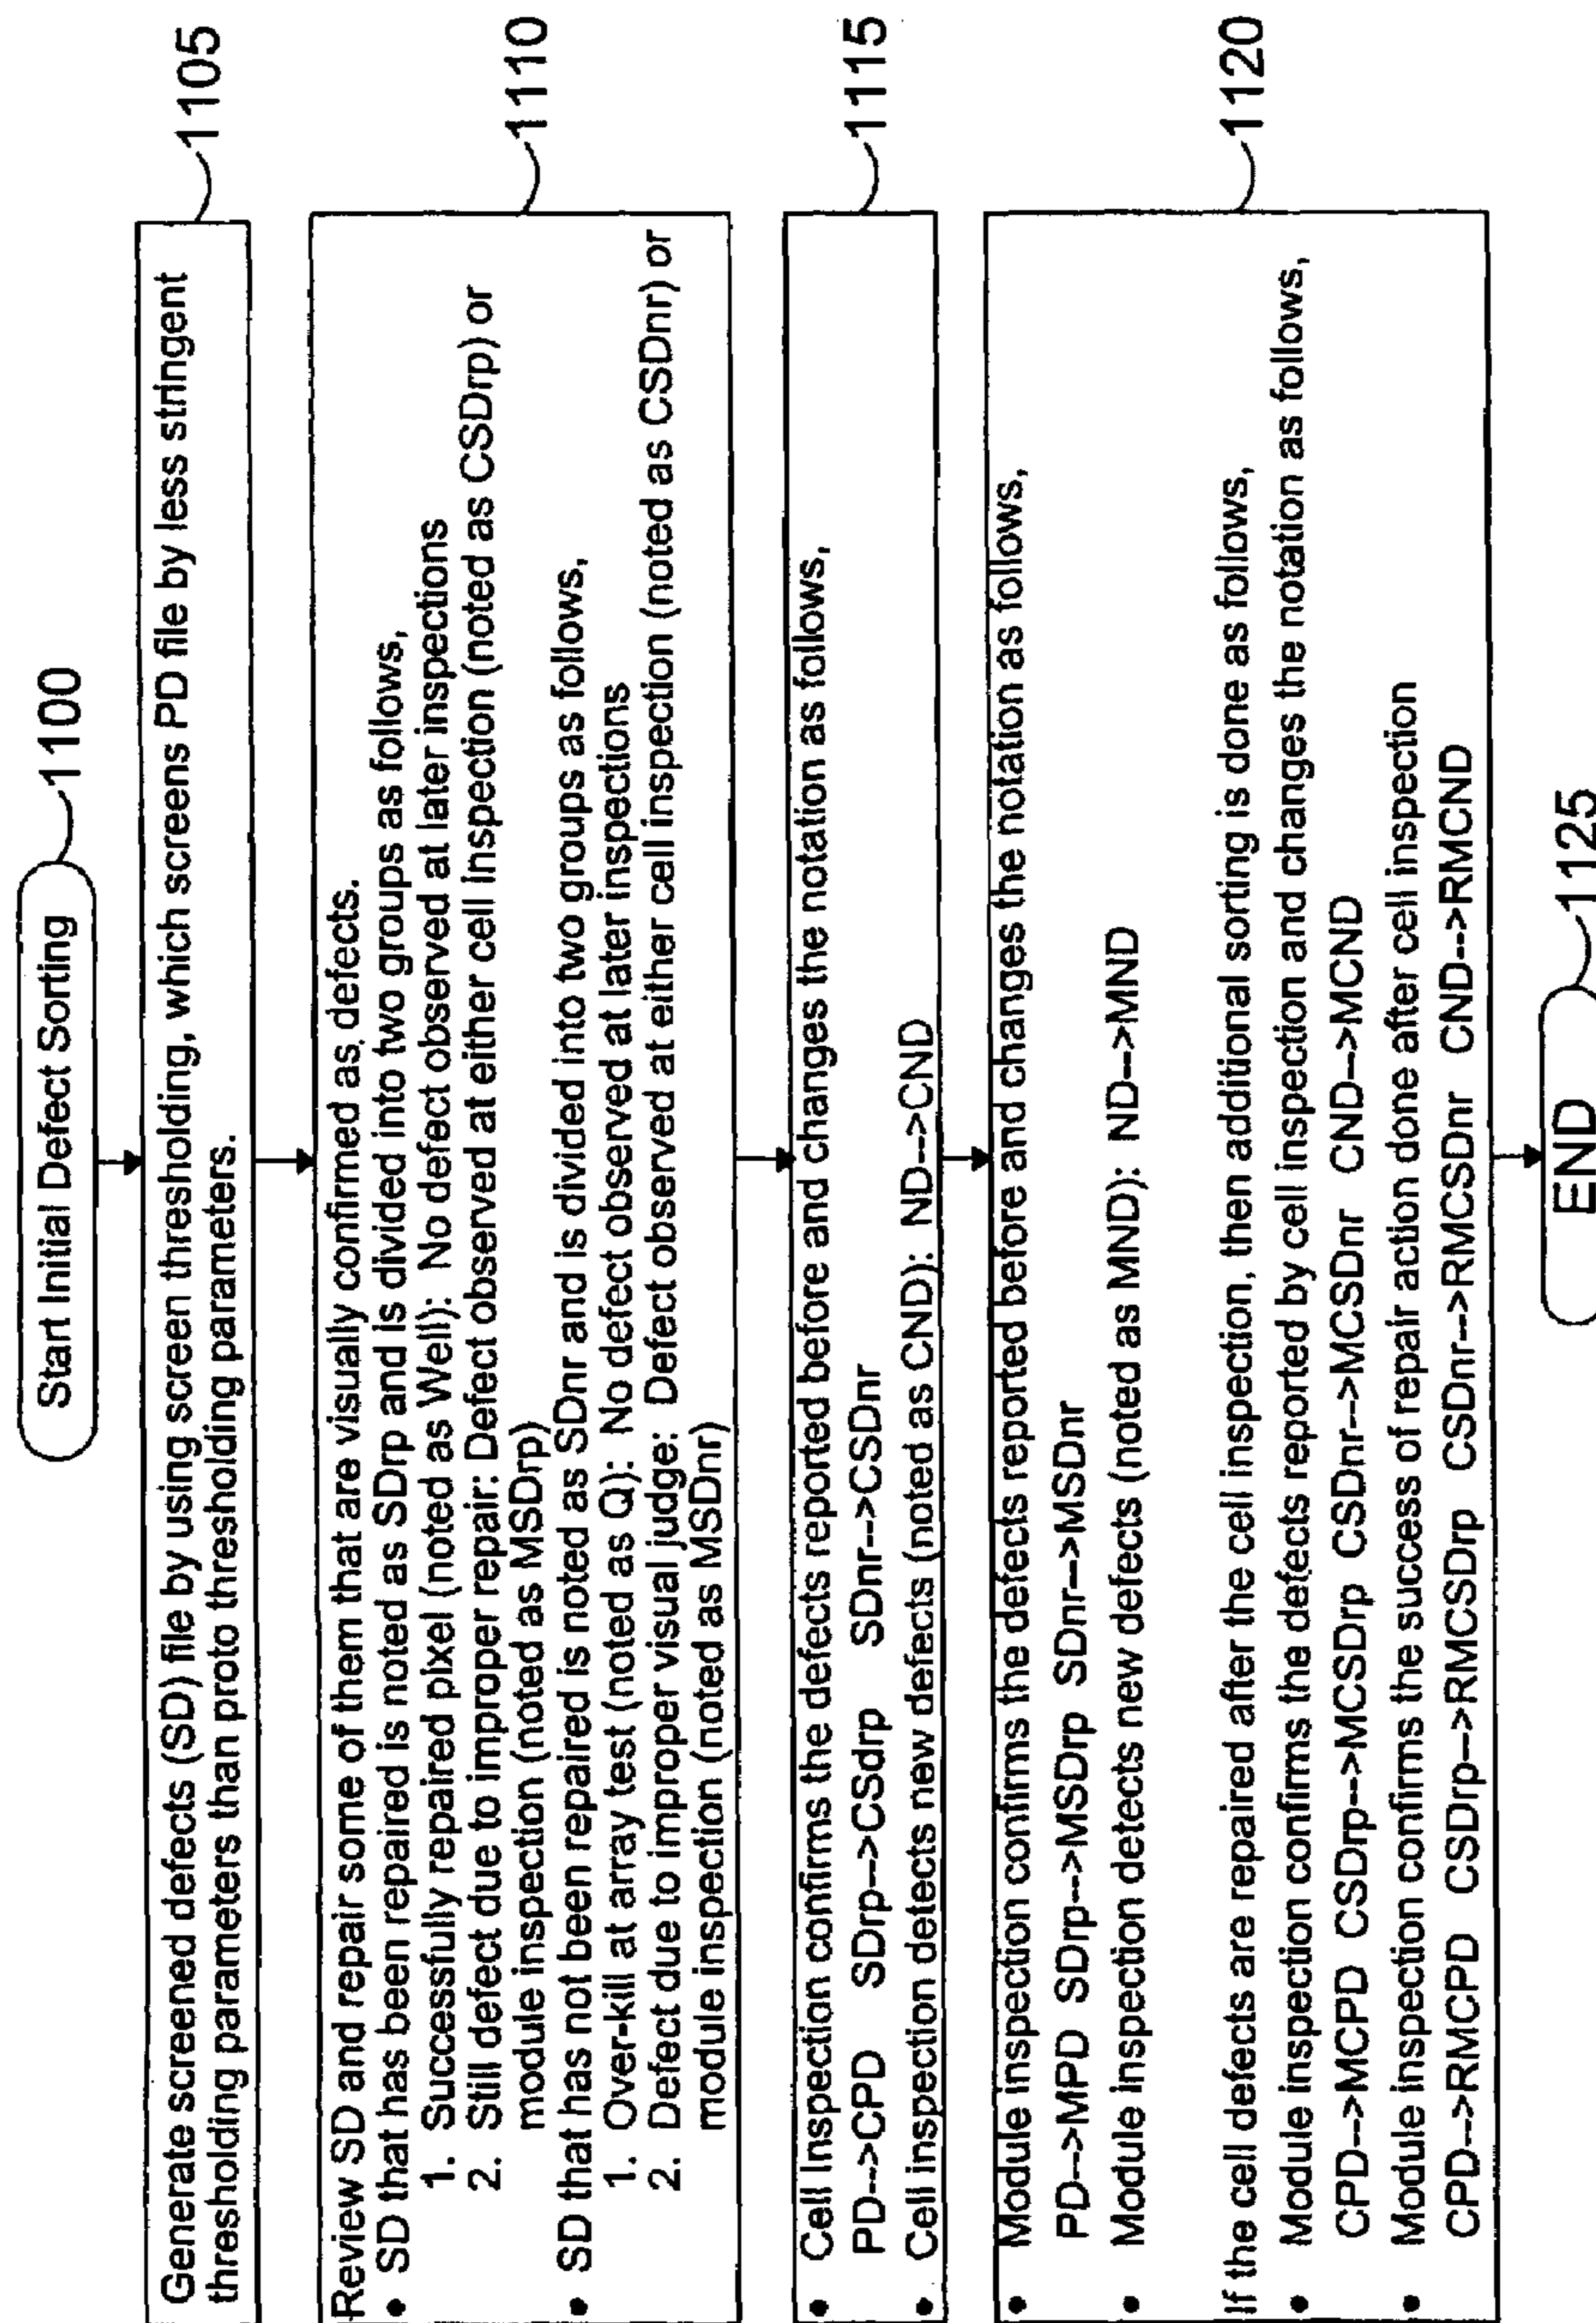 Start Initial Defect Sorting
1100
Generate screened defects (SD) file by using screen thresholding, which screens PD file by less stringent
thresholding parameters than proto thresholding parameters.
1105
Review SD and repair some of them that are visually confirmed as defects.
• SD that has been repaired is noted as SDrp and is divided into two groups as follows,
1. Successfully repaired pixel (noted as Well): No defect observed at later inspections
2. Still defect due to improper repair: Defect observed at either cell inspection (noted as CSDrp) or
module inspection (noted as MSDrp)
• SD that has not been repaired is noted as SDnr and is divided into two groups as follows,
1. Over-kill at array test (noted as Q): No defect observed at later inspections
2. Defect due to improper visual judge: Defect observed at either cell inspection (noted as CSDnr) or
module inspection (noted as MSDnr)
1110
• Cell Inspection confirms the defects reported before and changes the notation as follows,
PD-->CPD SDrp-->CSdrp SDnr-->CSDnr
• Cell inspection detects new defects (noted as CND): ND-->CND
1115
• Module inspection confirms the defects reported before and changes the notation as follows,
PD-->MPD SDrp-->MSDrp SDnr-->MSDnr
• Module inspection detects new defects (noted as MND): ND-->MND
If the cell defects are repaired after the cell inspection, then additional sorting is done as follows,
• Module inspection confirms the defects reported by cell inspection and changes the notation as follows,
CPD-->MCPD CSDrp-->MCSDrp CSDnr-->MCSDnr CND-->MCND
• Module inspection confirms the success of repair action done after cell inspection
CPD-->RMCPD CSDrp-->RMCSDrp CSDnr-->RMCSDnr CND-->RMCND
1120
END
1125